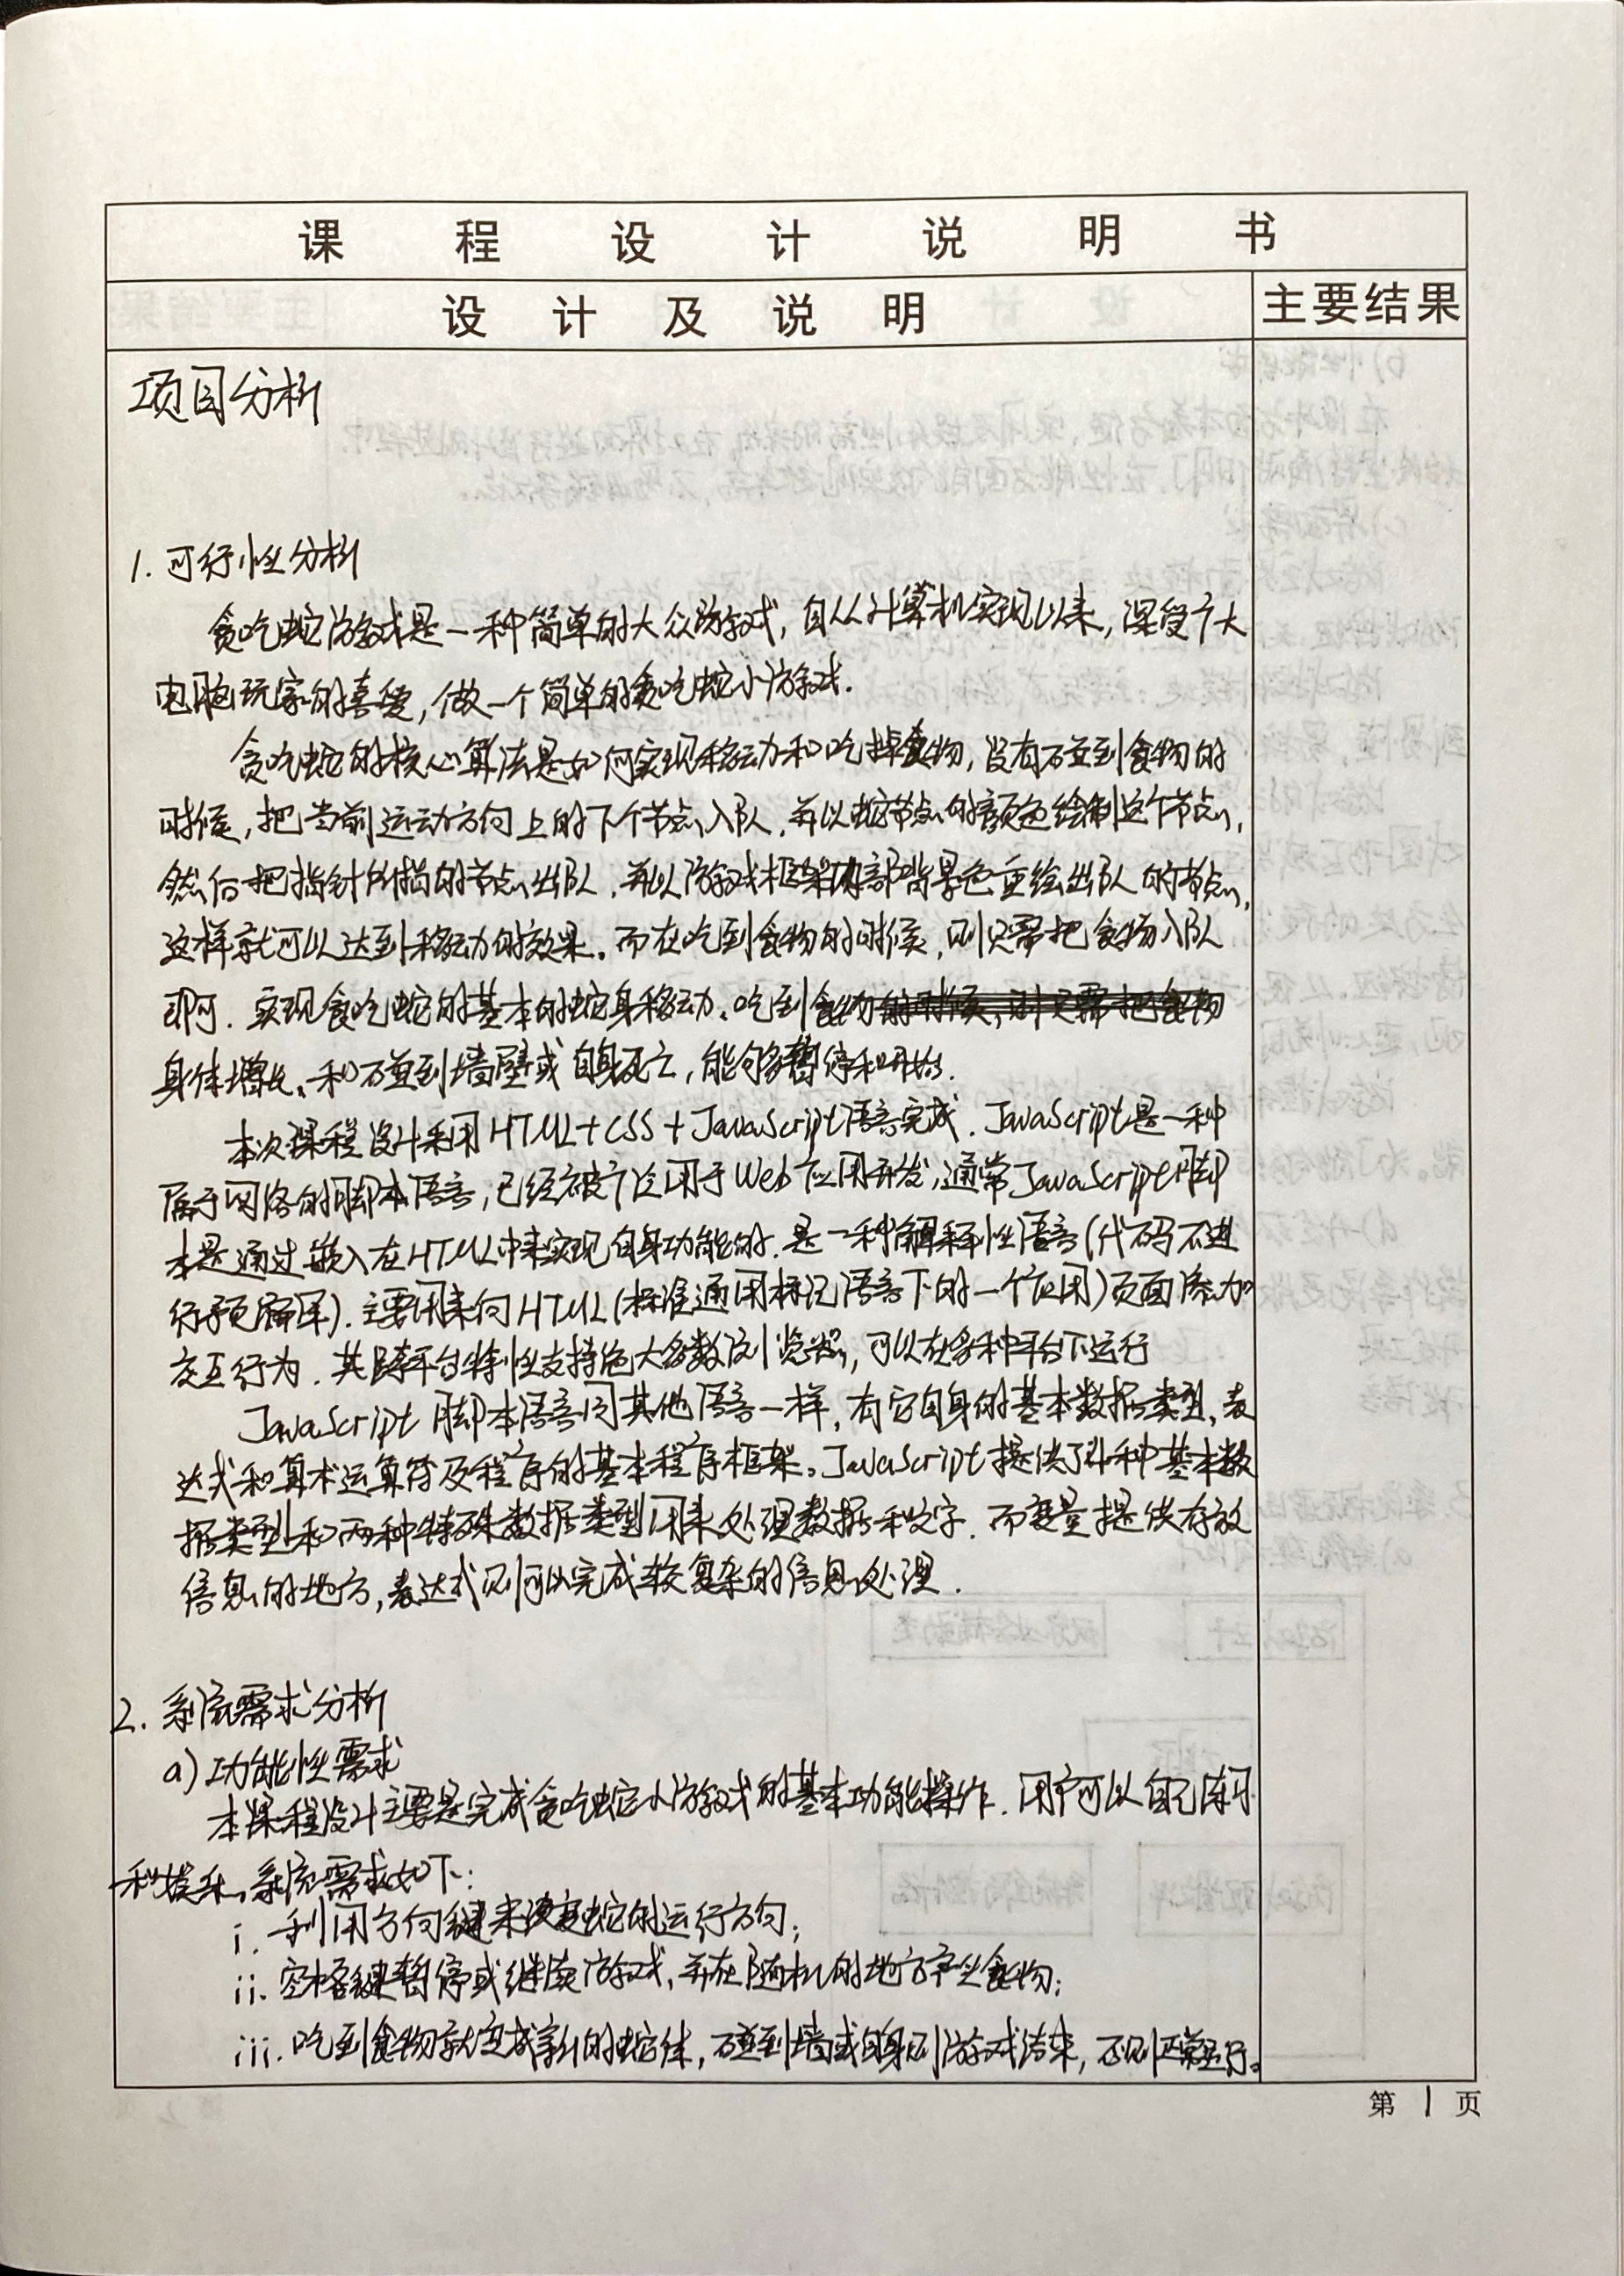 课程设计说明书
设计及说明 主要结果
项目分析
1. 可行性分析
贪吃蛇游戏是一种简单的大众游戏，自从计算机实现以来，深受广大
电脑玩家的喜爱，做一个简单的贪吃蛇小游戏.
贪吃蛇的核心算法是如何实现移动和吃掉食物，没有碰到食物的
时候，把当前运动方向上的下个节点入队，并以蛇节点的颜色绘制这个节点，
然后把指针所指的节点出队，并以游戏框架内部背景色重绘出队的节点，
这样就可以达到移动的效果。而在吃到食物的时候，则只需把食物入队
即可. 实现贪吃蛇的基本的蛇身移动、吃到食物
身体增长、和碰到墙壁或自身死亡，能够暂停和开始.
本次课程设计采用HTML+CSS+JavaScript语言完成. JavaScript是一种
属于网络的脚本语言，已经被广泛用于Web应用开发，通常JavaScript脚
本是通过嵌入在HTML中来实现自身功能的. 是一种解释性语言(代码不进
行预编译). 主要用来向HTML(标准通用标记语言下的一个应用)页面添加
交互行为. 其跨平台特性支持绝大多数浏览器，可以在多种平台下运行
JavaScript脚本语言同其他语言一样，有它自身的基本数据类型，表
达式和算术运算符及程序的基本程序框架。JavaScript提供了四种基本数
据类型和两种特殊数据类型用来处理数据和文字. 而变量提供存放
信息的地方，表达式则可以完成较复杂的信息处理.
2. 系统需求分析
a) 功能性需求
本课程设计主要是完成贪吃蛇小游戏的基本功能操作. 用户可以自己练习
和娱乐，系统需求如下：
i. 利用方向键来改变蛇的运行方向；
ii. 空格键暂停或继续游戏，并在随机的地方产生食物；
iii. 吃到食物就变成新的蛇体，碰到墙或自身则游戏结束，否则正常运行。
第1页